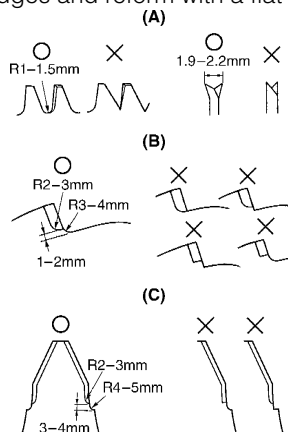 dges and reform with a flat
(A)
R1–1.5mm
1.9–2.2mm
(B)
R2–3mm
R3–4mm
1–2mm
(C)
R2–3mm
R4–5mm
3–4mm